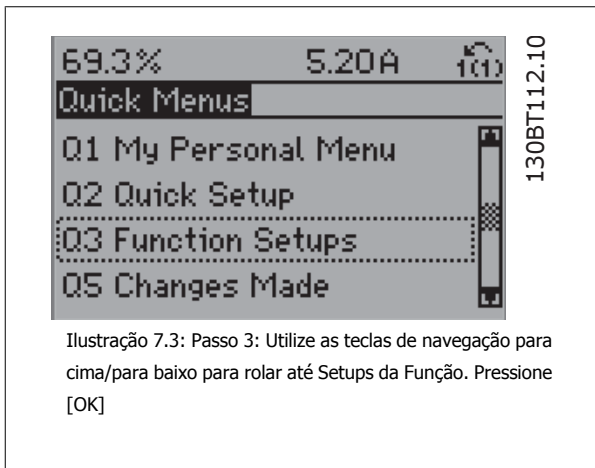 69.3% 5.20A 1(1)
Quick Menus
Q1 My Personal Menu
Q2 Quick Setup
Q3 Function Setups
Q5 Changes Made
130BT112.10
Ilustração 7.3: Passo 3: Utilize as teclas de navegação para
cima/para baixo para rolar até Setups da Função. Pressione
[OK]